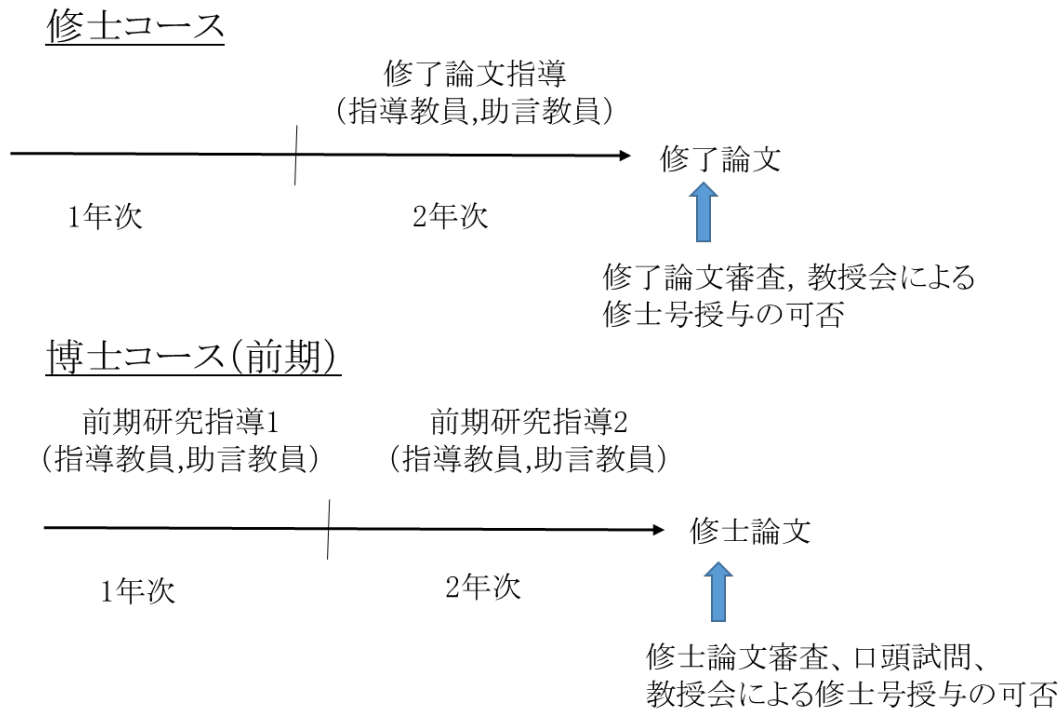 修士コース
修了論文指導
(指導教員,助言教員)
修了論文
1年次
2年次
修了論文審査, 教授会による
修士号授与の可否
博士コース(前期)
前期研究指導1
(指導教員,助言教員)
前期研究指導2
(指導教員,助言教員)
修士論文
1年次
2年次
修士論文審査、口頭試問、
教授会による修士号授与の可否